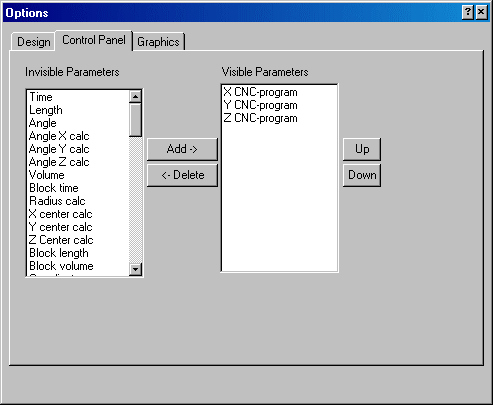 Options
Design Control Panel Graphics
Invisible Parameters
Visible Parameters
Time
Length
Angle
Angle X calc
Angle Y calc
Angle Z calc
Volume
Block time
Radius calc
X center calc
Y center calc
Z Center calc
Block length
Block volume
Add ->
<- Delete
X CNC-program
Y CNC-program
Z CNC-program
Up
Down